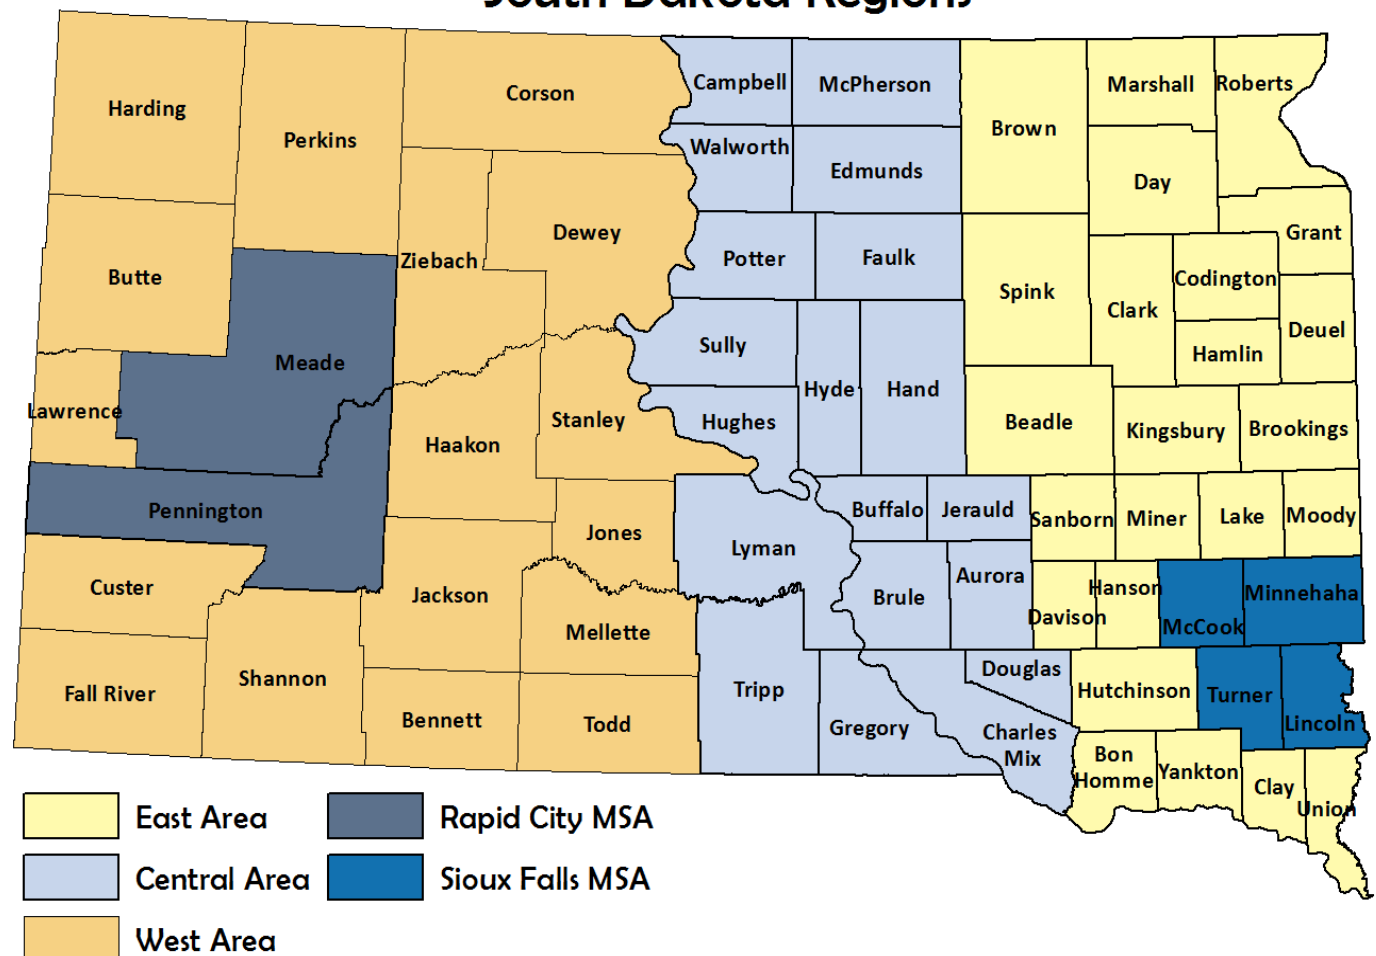 South Dakota Regions
Campbell
McPherson
Marshall
Roberts
Harding
Corson
Perkins
Brown
Walworth
Edmunds
Day
Dewey
Grant
Ziebach
Potter
Faulk
Butte
Codington
Spink
Clark
Deuel
Sully
Hamlin
Meade
Hyde
Hand
Lawrence
Stanley
Hughes
Beadle
Kingsbury
Brookings
Haakon
Pennington
Buffalo
Jerauld
Sanborn
Miner
Lake
Moody
Jones
Lyman
Custer
Jackson
Brule
Aurora
Hanson
Minnehaha
Davison
McCook
Mellette
Shannon
Fall River
Tripp
Douglas
Hutchinson
Turner
Bennett
Todd
Gregory
Charles
Mix
Lincoln
Bon
Homme
Yankton
Clay
Union
East Area
Rapid City MSA
Central Area
Sioux Falls MSA
West Area